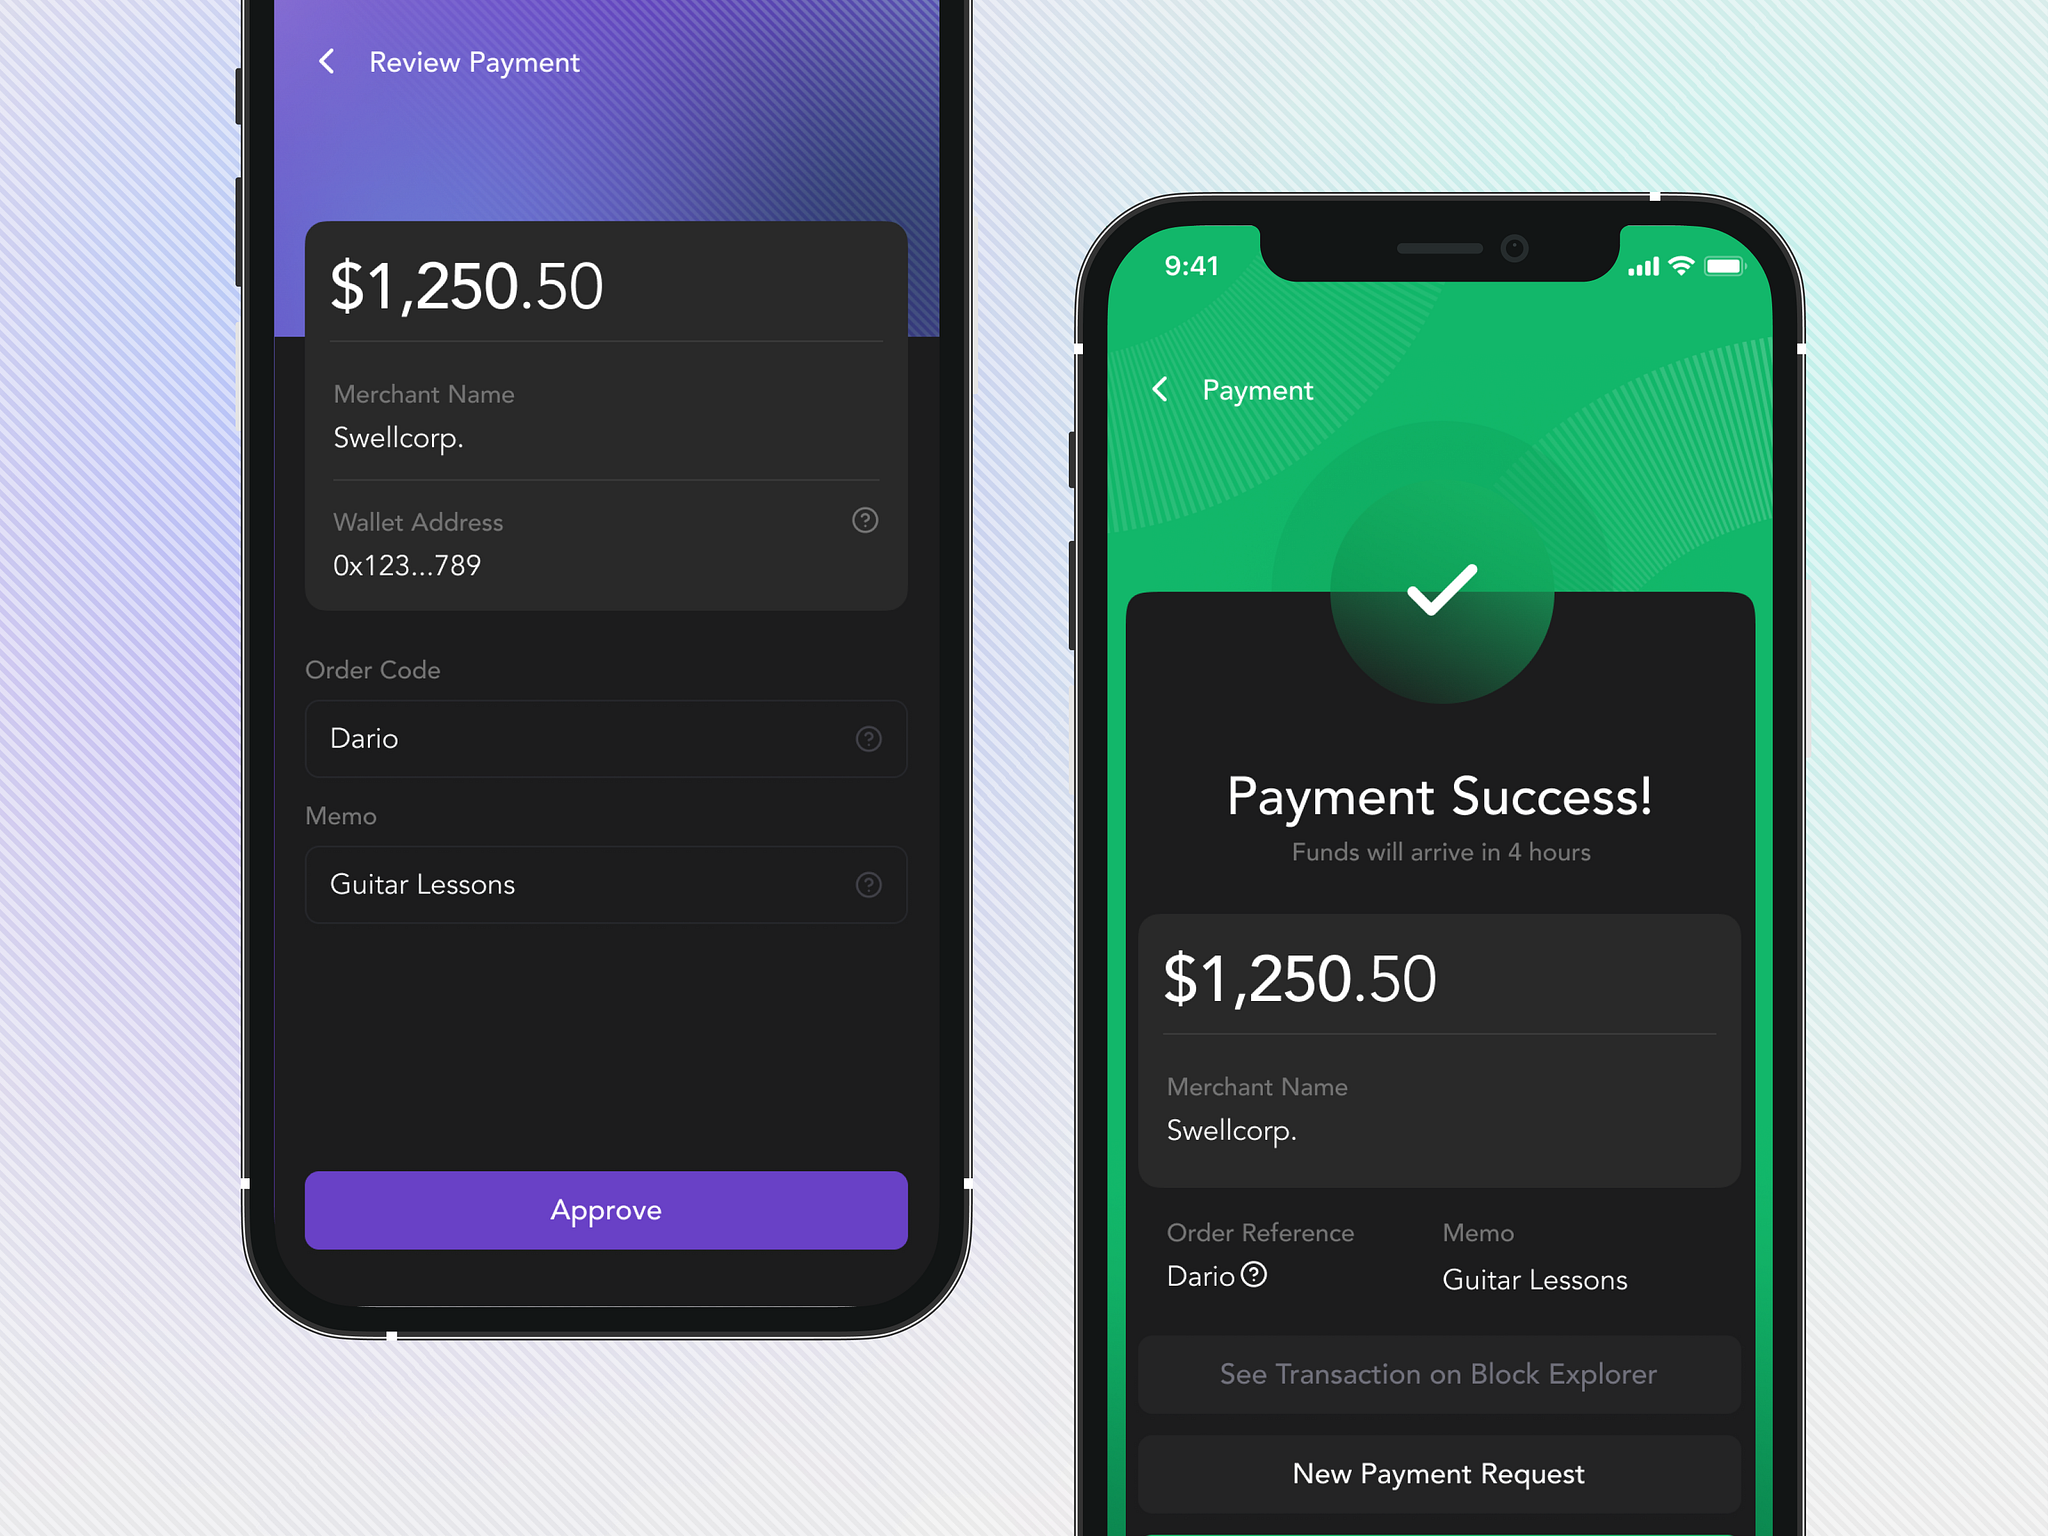 Review Payment
$1,250.50
Merchant Name
Swellcorp.
Wallet Address
0x123...789
Order Code
Dario
Memo
Guitar Lessons
Approve
9:41
Payment
Payment Success!
Funds will arrive in 4 hours
$1,250.50
Merchant Name
Swellcorp.
Order Reference
Memo
Dario
Guitar Lessons
See Transaction on Block Explorer
New Payment Request